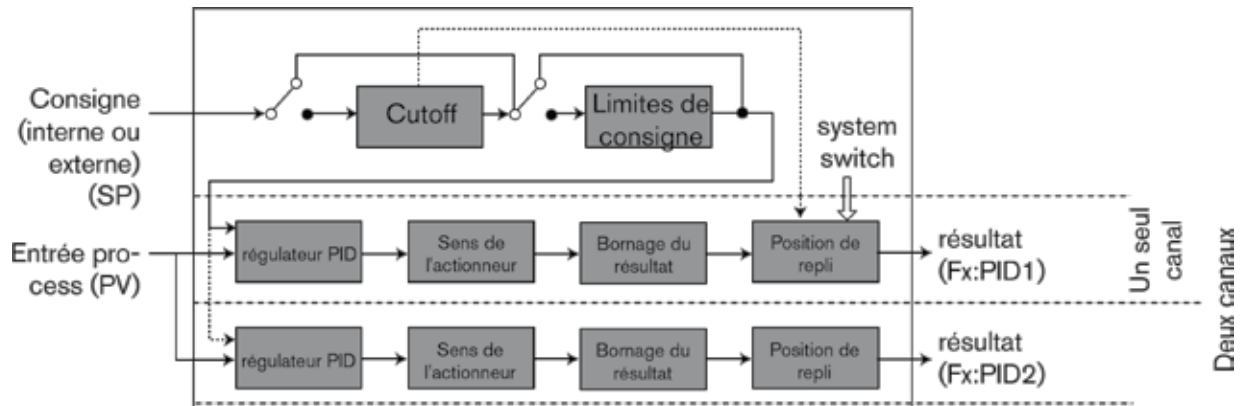 Consigne
(interne ou
externe)
(SP)
Cutoff
Limites de
consigne
system
switch
Entrée pro-
cess (PV)
régulateur PID
Sens de
l'actionneur
Bornage du
résultat
Position de
repli
résultat
(Fx:PID1)
Un seul
canal
régulateur PID
Sens de
l'actionneur
Bornage du
résultat
Position de
repli
résultat
(Fx:PID2)
Deux canaux